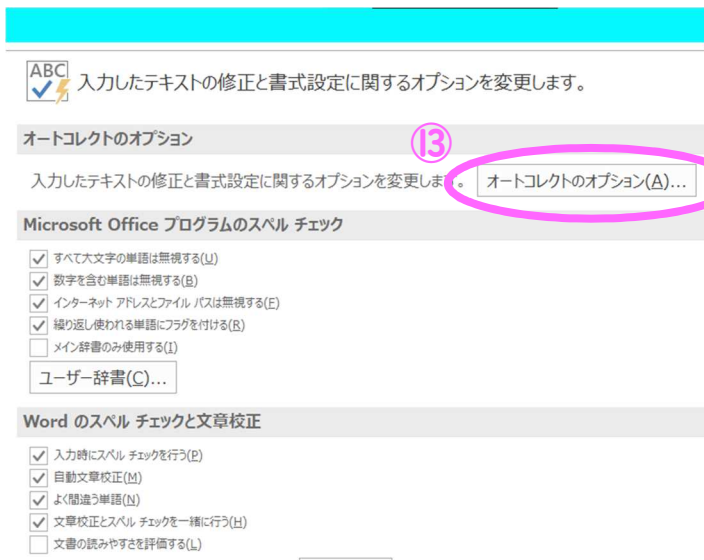 ABC
入力したテキストの修正と書式設定に関するオプションを変更します。
オートコレクトのオプション
⑬
入力したテキストの修正と書式設定に関するオプションを変更します。 オートコレクトのオプション(A)...
Microsoft Office プログラムのスペル チェック
すべて大文字の単語は無視する(U)
数字を含む単語は無視する(B)
インターネット アドレスとファイル パスは無視する(F)
繰り返し使われる単語にフラグを付ける(R)
メイン辞書のみ使用する(I)
ユーザー辞書(C)...
Word のスペル チェックと文章校正
入力時にスペル チェックを行う(P)
自動文章校正(M)
よく間違う単語(N)
文章校正とスペル チェックを一緒に行う(H)
文書の読みやすさを評価する(L)